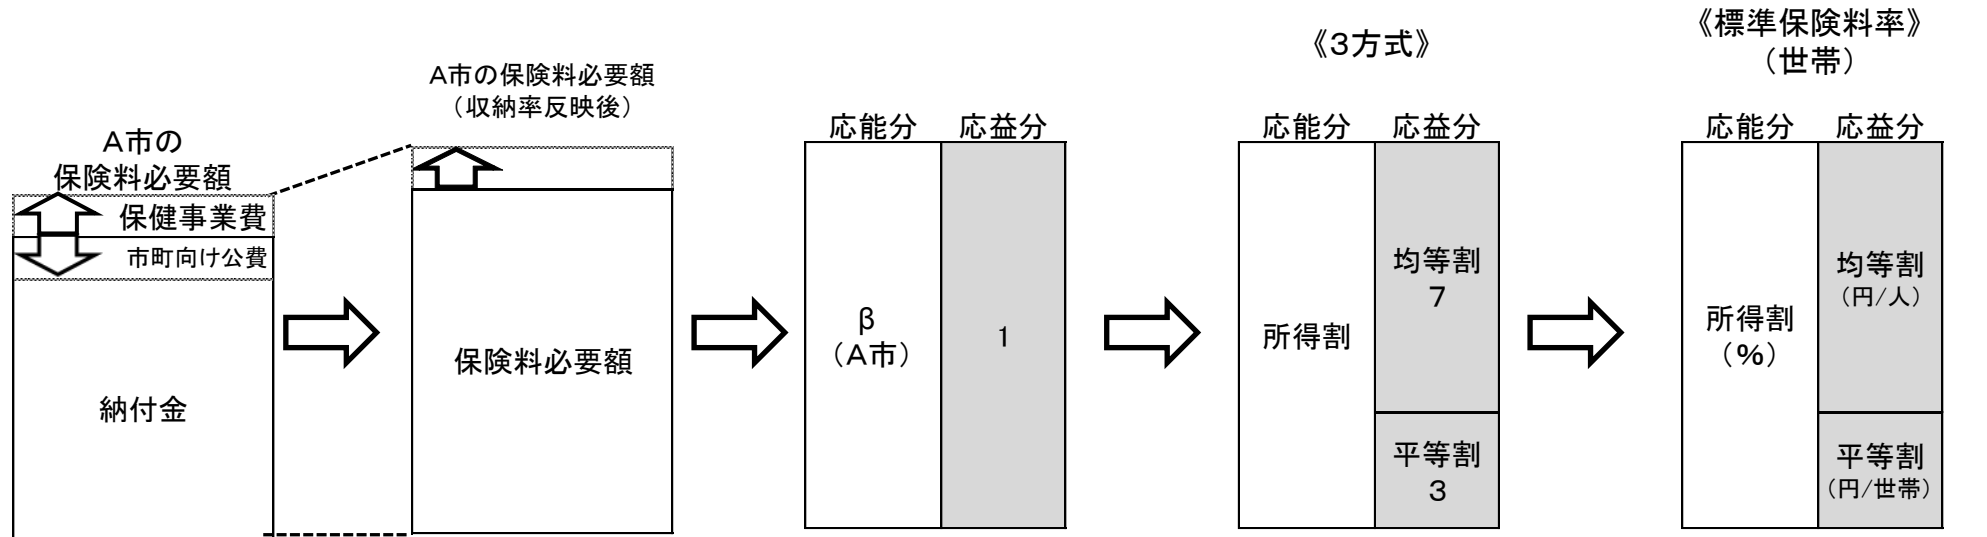 A市の
保険料必要額
保健事業費
市町向け公費
納付金
A市の保険料必要額
（収納率反映後）
保険料必要額
応能分 応益分
β
（A市）
1
《3方式》
応能分 応益分
所得割
均等割
7
平等割
3
《標準保険料率》
（世帯）
応能分 応益分
所得割
（%）
均等割
（円/人）
平等割
（円/世帯）